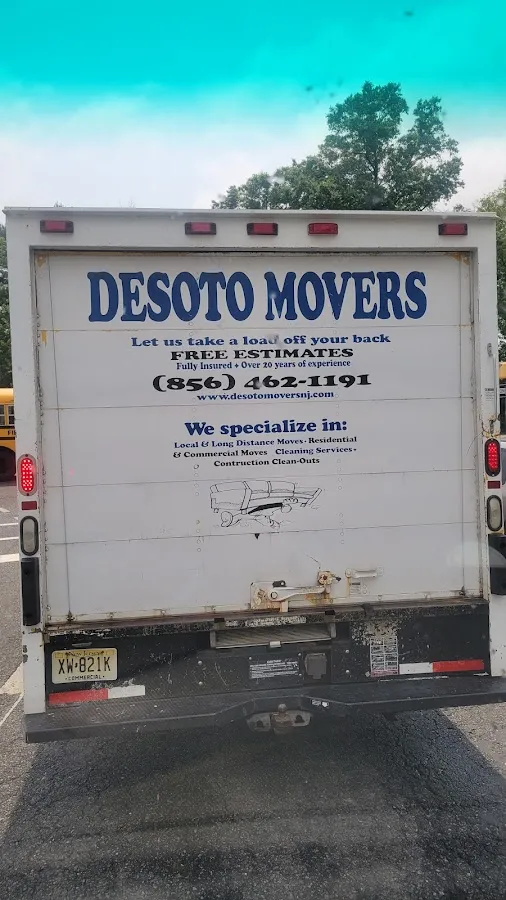 DESOTO MOVERS
Let us take a load off your back
FREE ESTIMATES
Fully Insured • Over 20 years of experience
(856) 462-1191
www.desotomoversnj.com
We specialize in:
Local & Long Distance Moves • Residential
& Commercial Moves Cleaning Services •
Contruction Clean-Outs
XW•821K
COMMERCIAL